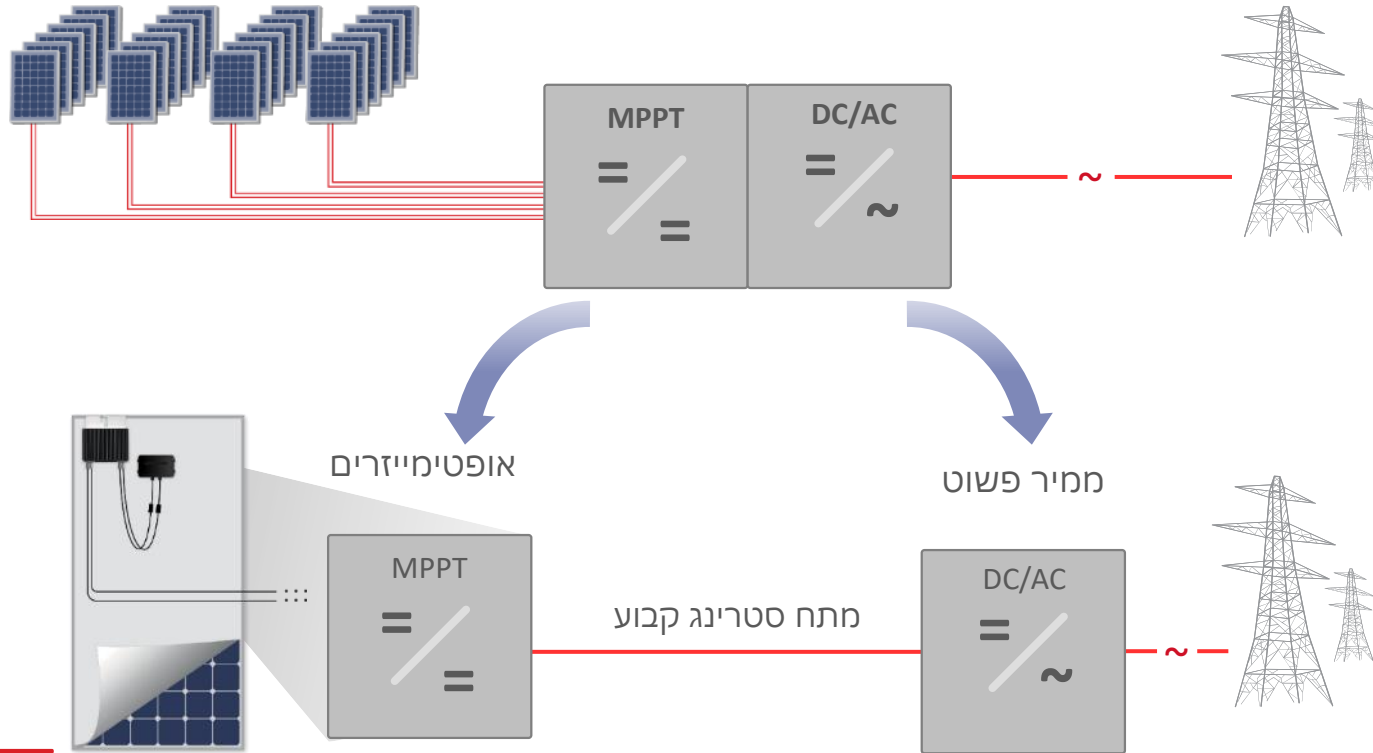 MPPT
DC/AC
=
=
=
~
~
אופטימייזרים
ממיר פשוט
MPPT
DC/AC
=
=
מתח סטרינג קבוע
=
~
~